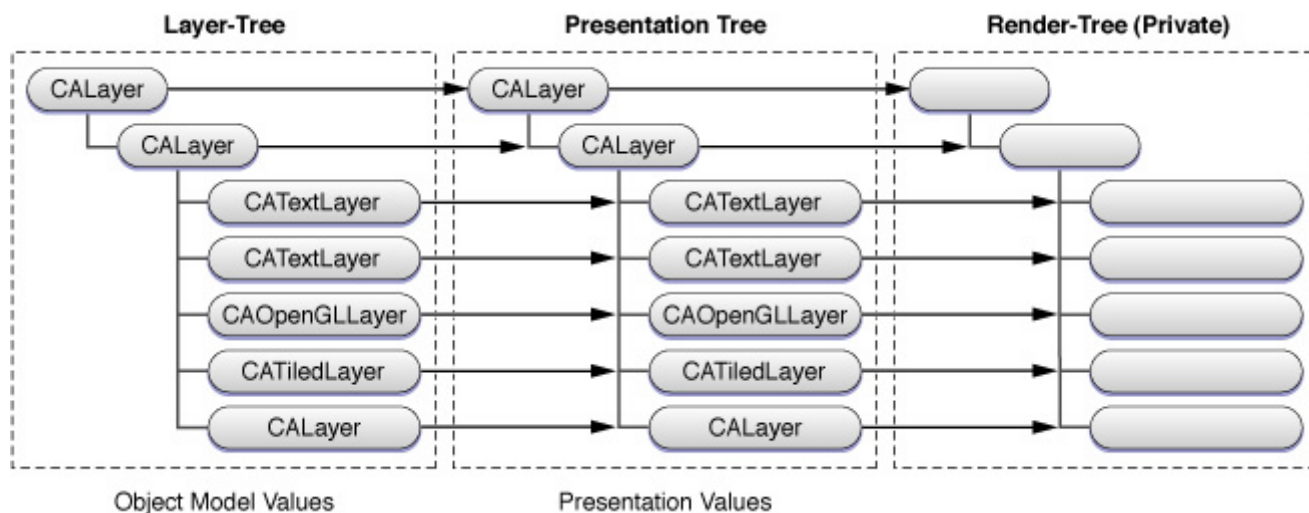 Layer-Tree
Presentation Tree
Render-Tree (Private)
CALayer
CALayer
CATextLayer
CATextLayer
CAOpenGLLayer
CATiledLayer
CALayer
CALayer
CALayer
CATextLayer
CATextLayer
CAOpenGLLayer
CATiledLayer
CALayer
Object Model Values
Presentation Values